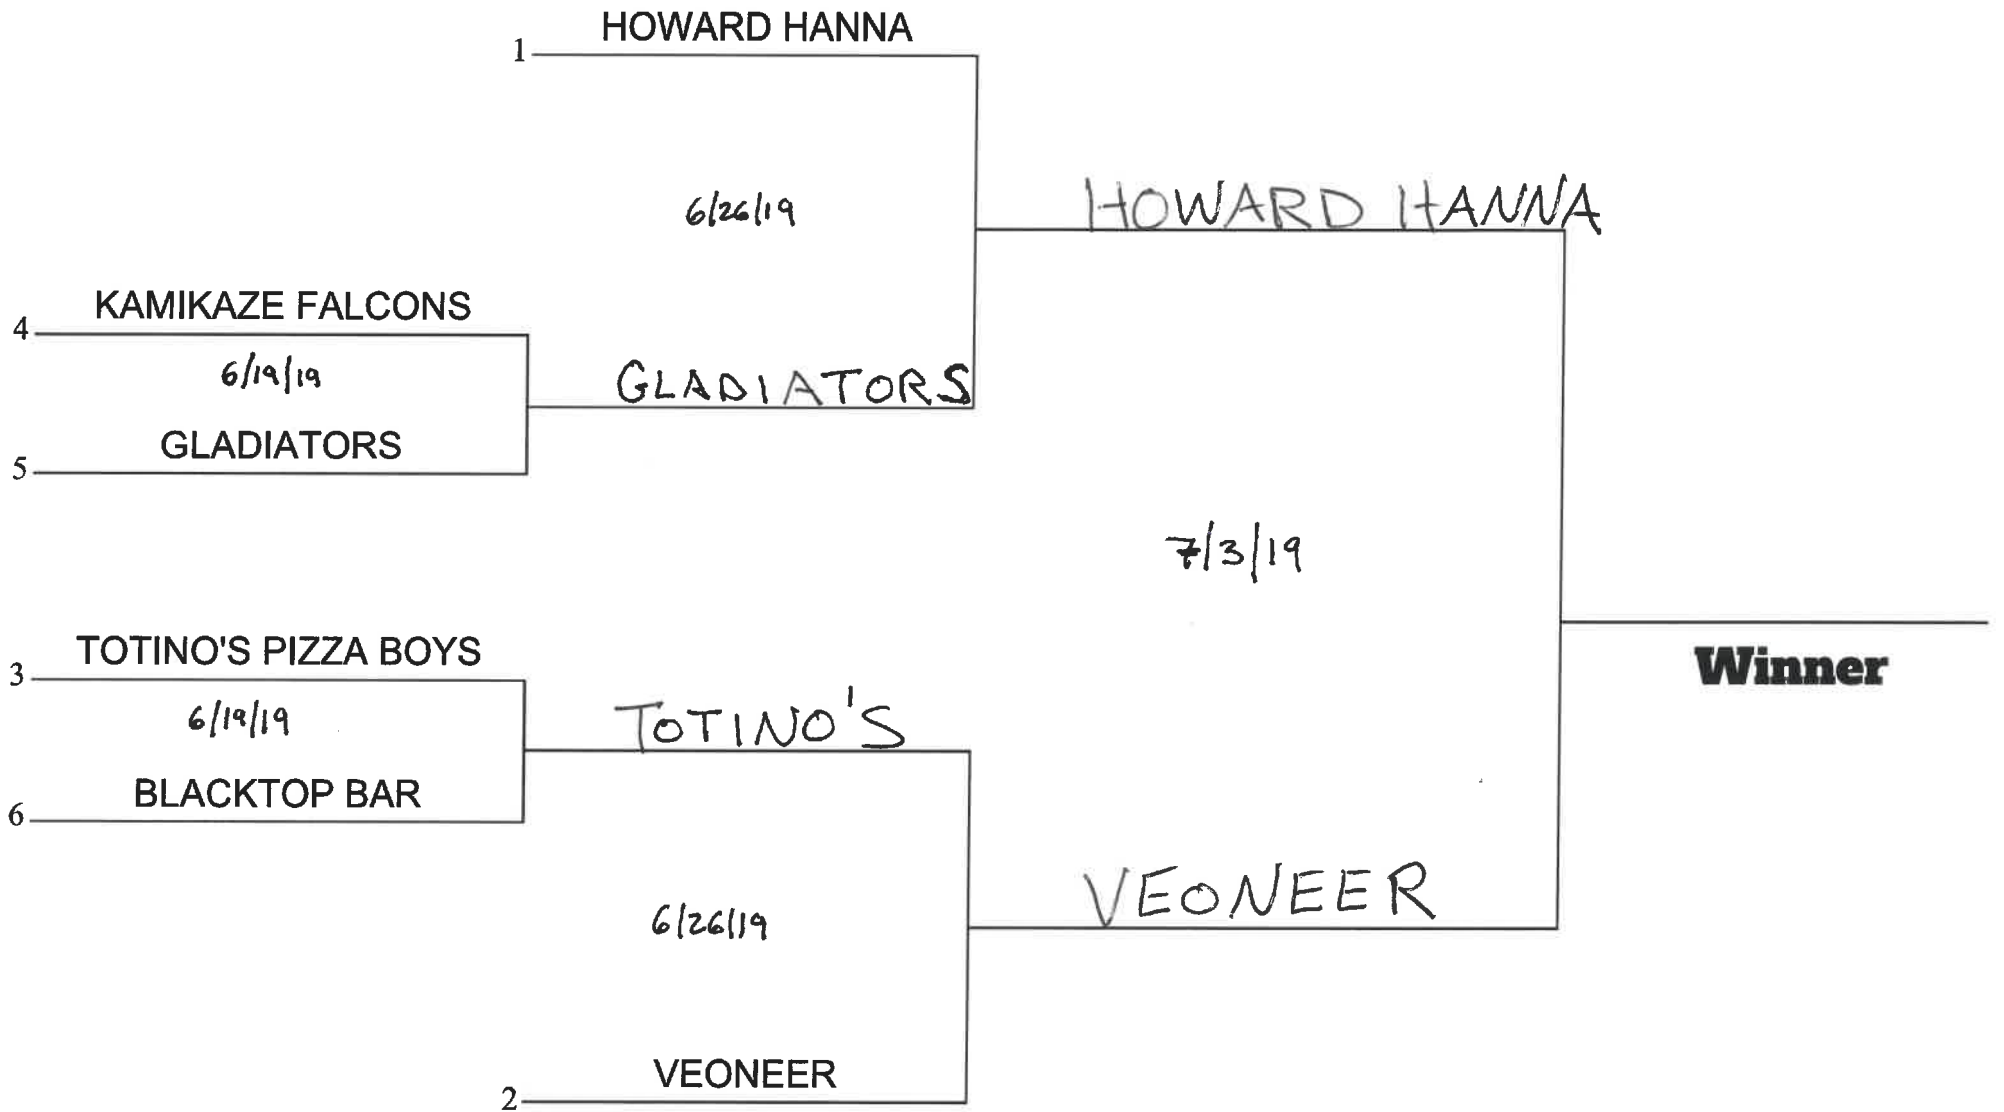 HOWARD HANNA
1
6/26/19
HOWARD HANNA
KAMIKAZE FALCONS
4
6/19/19
GLADIATORS
GLADIATORS
5
7/3/19
TOTINO'S PIZZA BOYS
3
Winner
6/19/19
TOTINO'S
BLACKTOP BAR
6
VEONEER
6/26/19
VEONEER
2